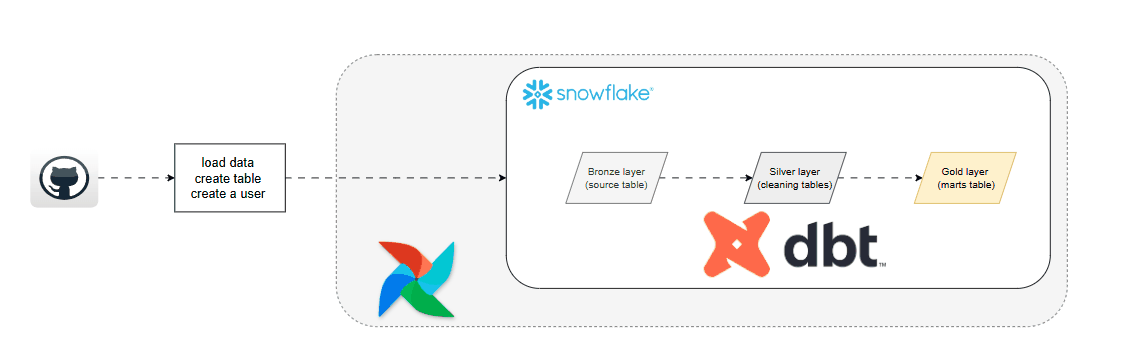 snowflake®
load data
create table
create a user
Bronze layer
(source table)
Silver layer
(cleaning tables)
Gold layer
(marts table)
dbt™